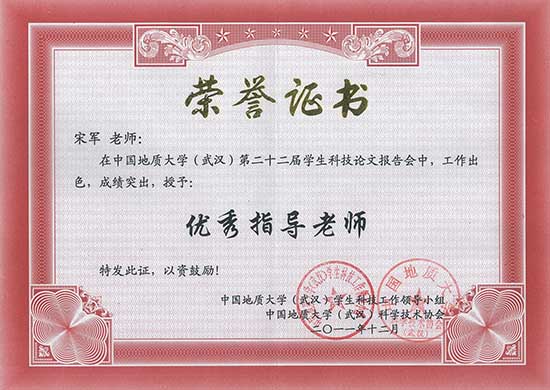 荣誉证书
宋军 老师：
在中国地质大学（武汉）第二十二届学生科技论文报告会中，工作出
色，成绩突出，授予：
优秀指导老师
特发此证，以资鼓励！
中国地质大学（武汉）学生科技工作领导小组
中国地质大学（武汉）科学技术协会
二〇一一年十二月